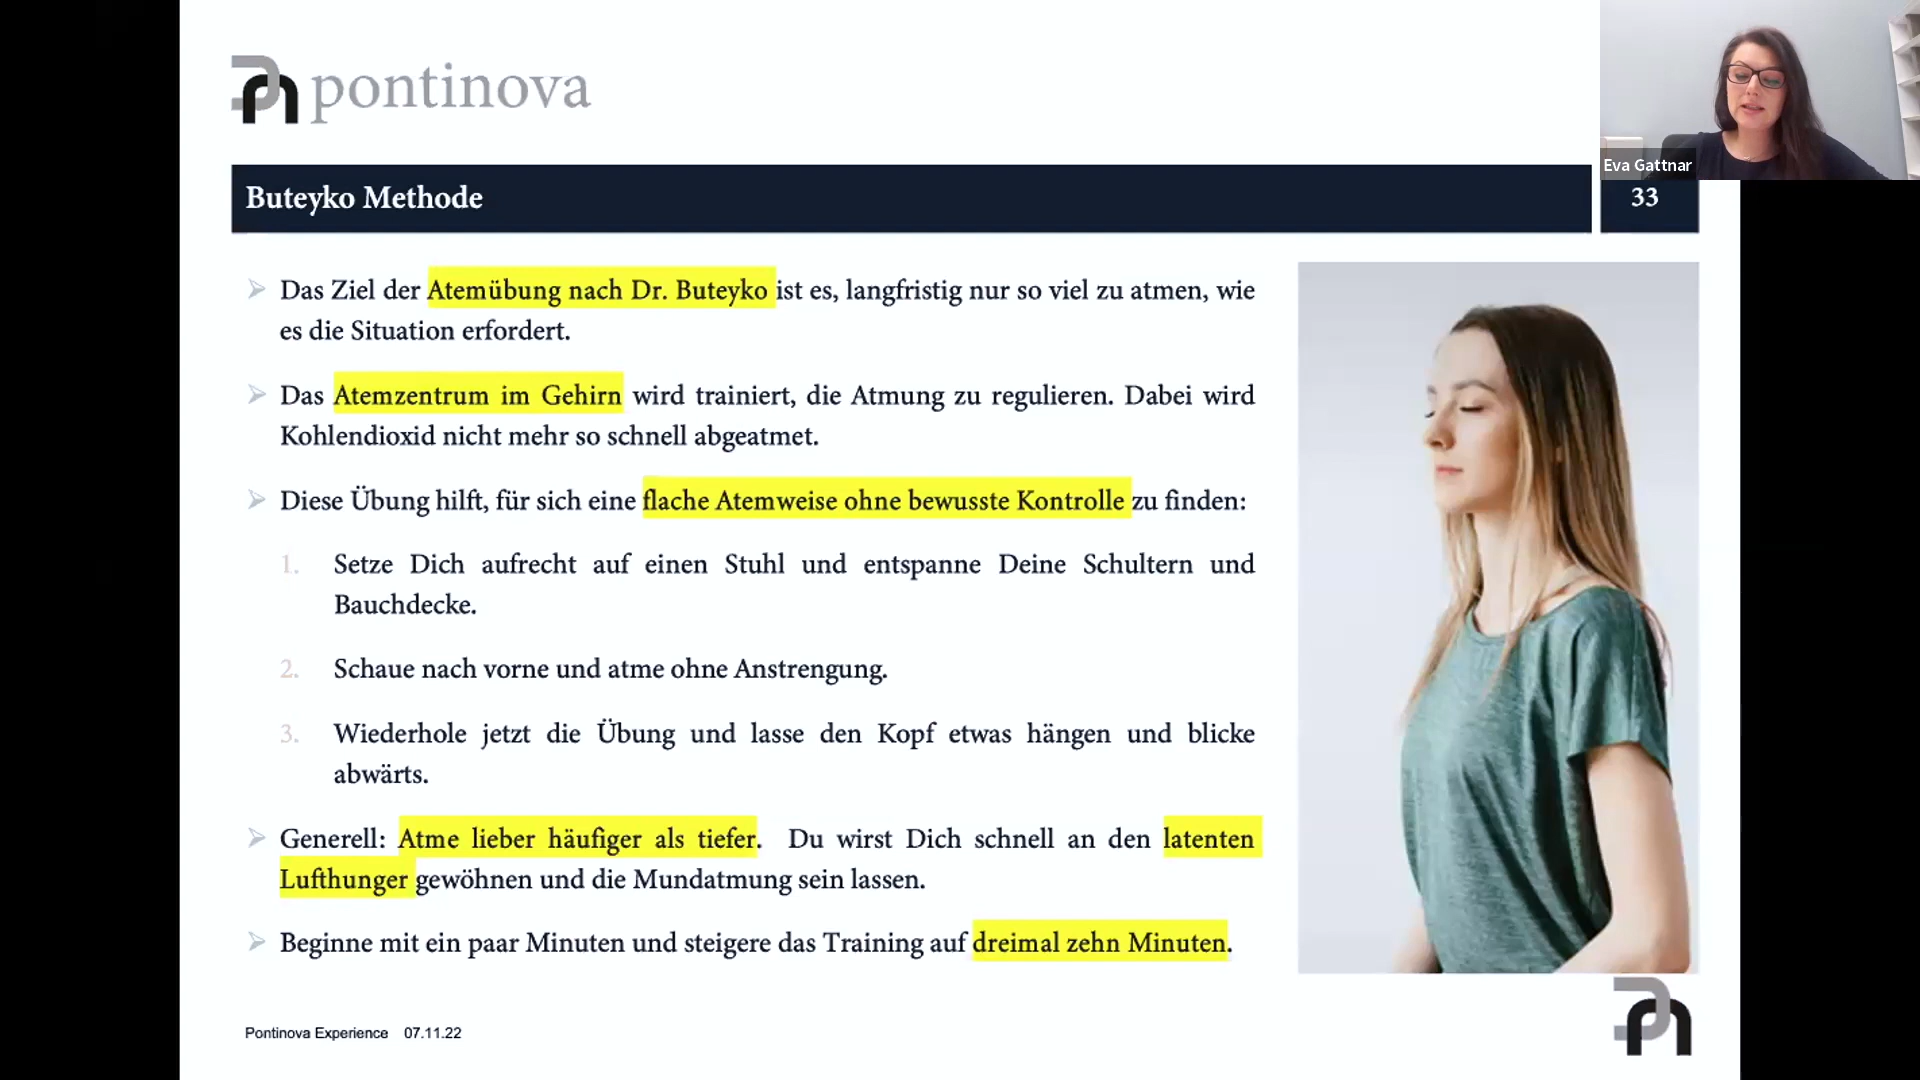 pontinova
Eva Gattnar
Buteyko Methode
33
Das Ziel der Atemübung nach Dr. Buteyko ist es, langfristig nur so viel zu atmen, wie
es die Situation erfordert.
Das Atemzentrum im Gehirn wird trainiert, die Atmung zu regulieren. Dabei wird
Kohlendioxid nicht mehr so schnell abgeatmet.
Diese Übung hilft, für sich eine flache Atemweise ohne bewusste Kontrolle zu finden:
1. Setze Dich aufrecht auf einen Stuhl und entspanne Deine Schultern und
Bauchdecke.
2. Schaue nach vorne und atme ohne Anstrengung.
3. Wiederhole jetzt die Übung und lasse den Kopf etwas hängen und blicke
abwärts.
Generell: Atme lieber häufiger als tiefer. Du wirst Dich schnell an den latenten
Lufthunger gewöhnen und die Mundatmung sein lassen.
Beginne mit ein paar Minuten und steigere das Training auf dreimal zehn Minuten.
Pontinova Experience 07.11.22